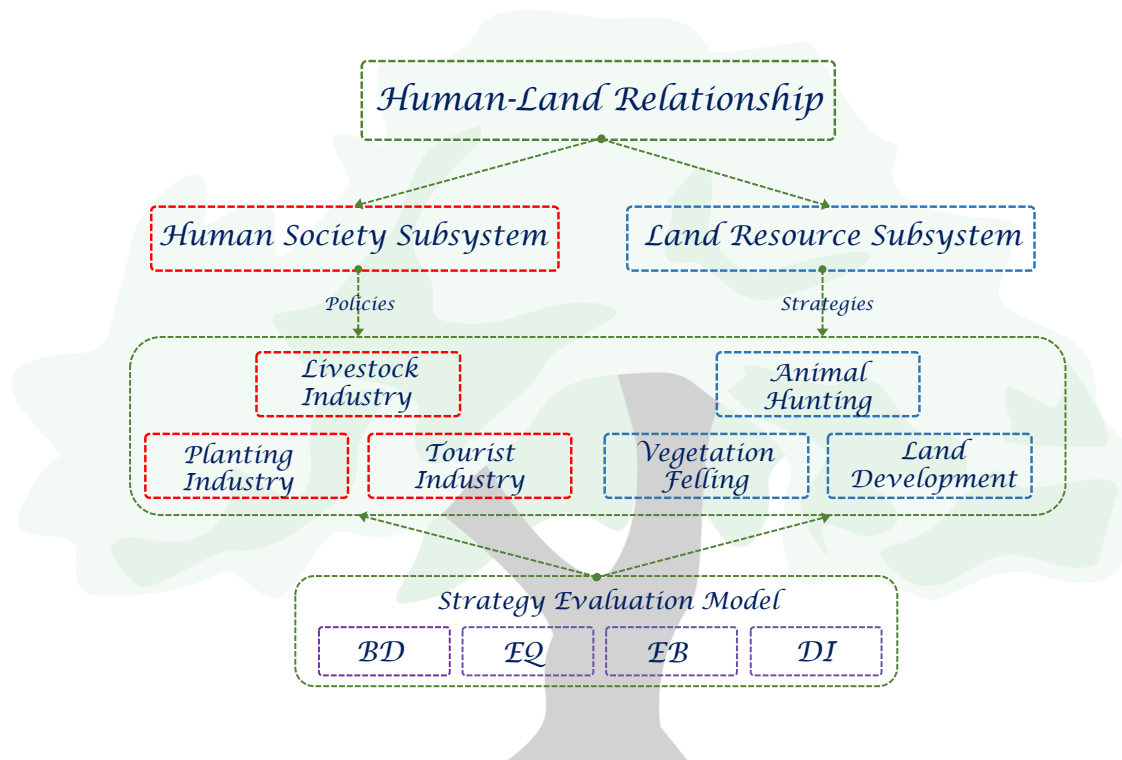 Human-Land Relationship
Human Society Subsystem
Land Resource Subsystem
Policies
Strategies
Livestock
Industry
Animal
Hunting
Planting
Industry
Tourist
Industry
Vegetation
Felling
Land
Development
Strategy Evaluation Model
BD
EQ
EB
DI